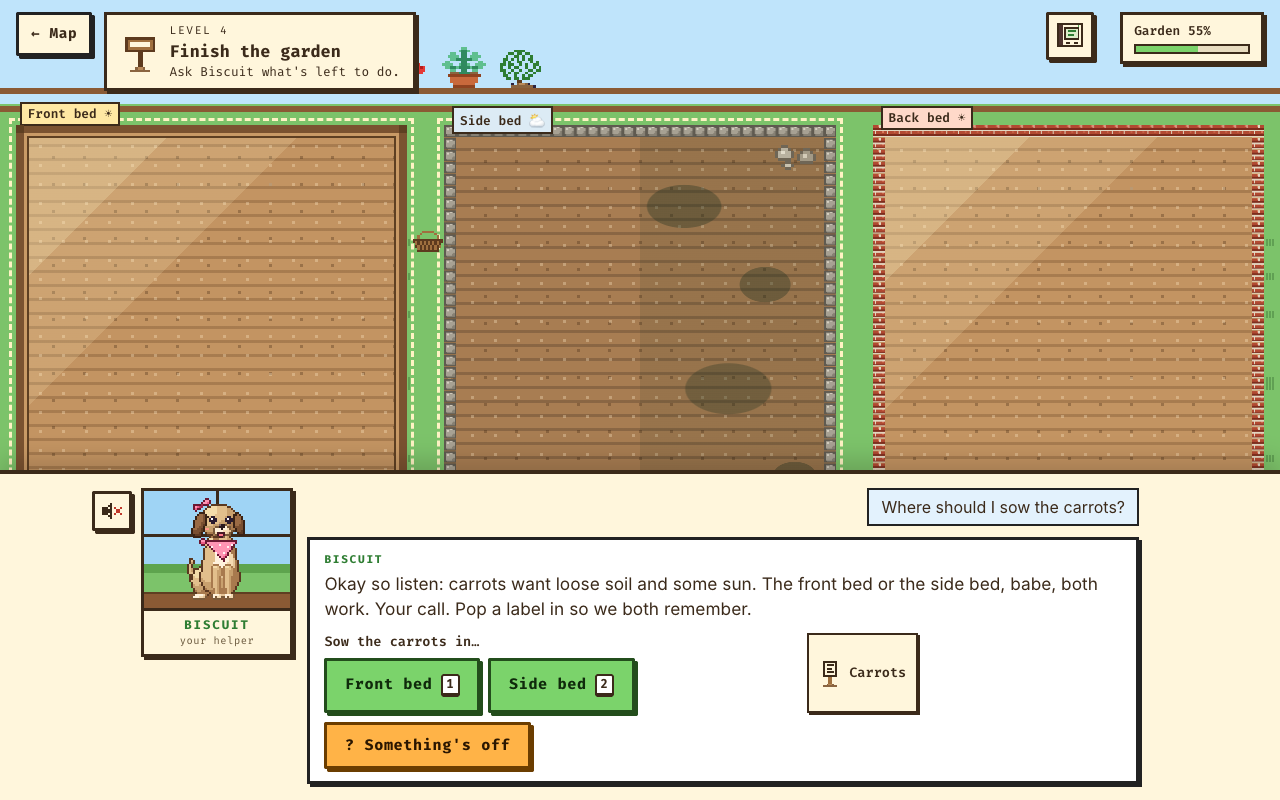 ← Map
LEVEL 4
Finish the garden
Ask Biscuit what's left to do.
Garden 55%
Front bed ☀
Side bed ⛅
Back bed ☀
Where should I sow the carrots?
BISCUIT
your helper
BISCUIT
Okay so listen: carrots want loose soil and some sun. The front bed or the side bed, babe, both
work. Your call. Pop a label in so we both remember.
Sow the carrots in…
Front bed 1
Side bed 2
Carrots
? Something's off